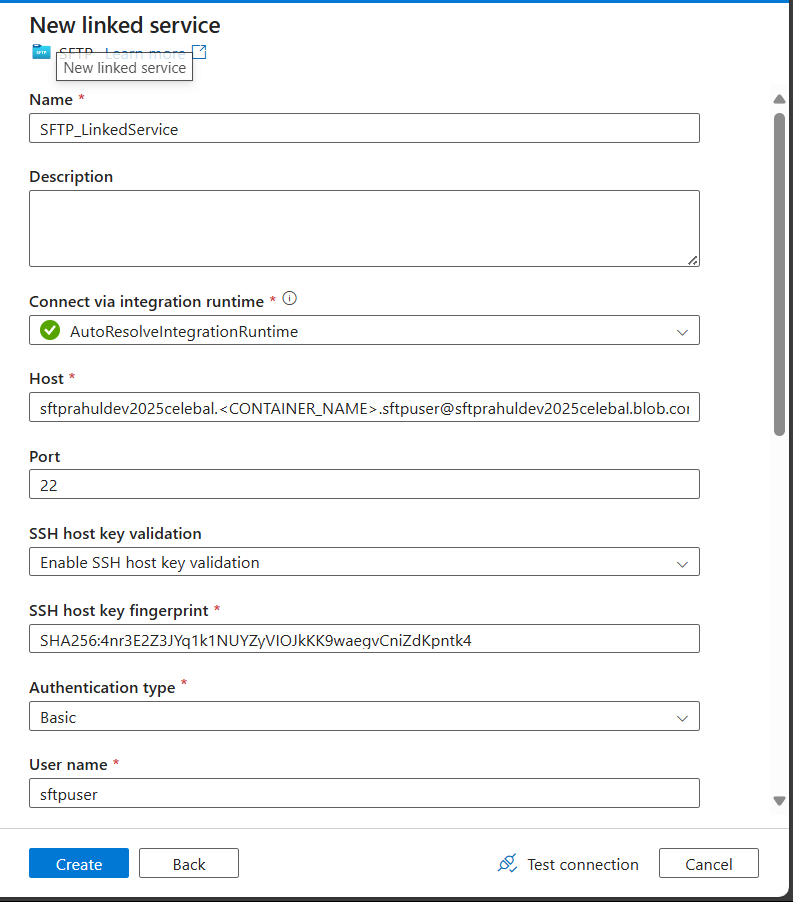 New linked service
SFTP Learn more
New linked service
Name *
SFTP_LinkedService
Description
Connect via integration runtime *
AutoResolveIntegrationRuntime
Host *
sftprahuldev2025celebal.<CONTAINER_NAME>.sftpuser@sftprahuldev2025celebal.blob.cor
Port
22
SSH host key validation
Enable SSH host key validation
SSH host key fingerprint *
SHA256:4nr3E2Z3JYq1k1NUYZyVIOJkKK9waegvCniZdKpntk4
Authentication type *
Basic
User name *
sftpuser
Create
Back
Test connection
Cancel